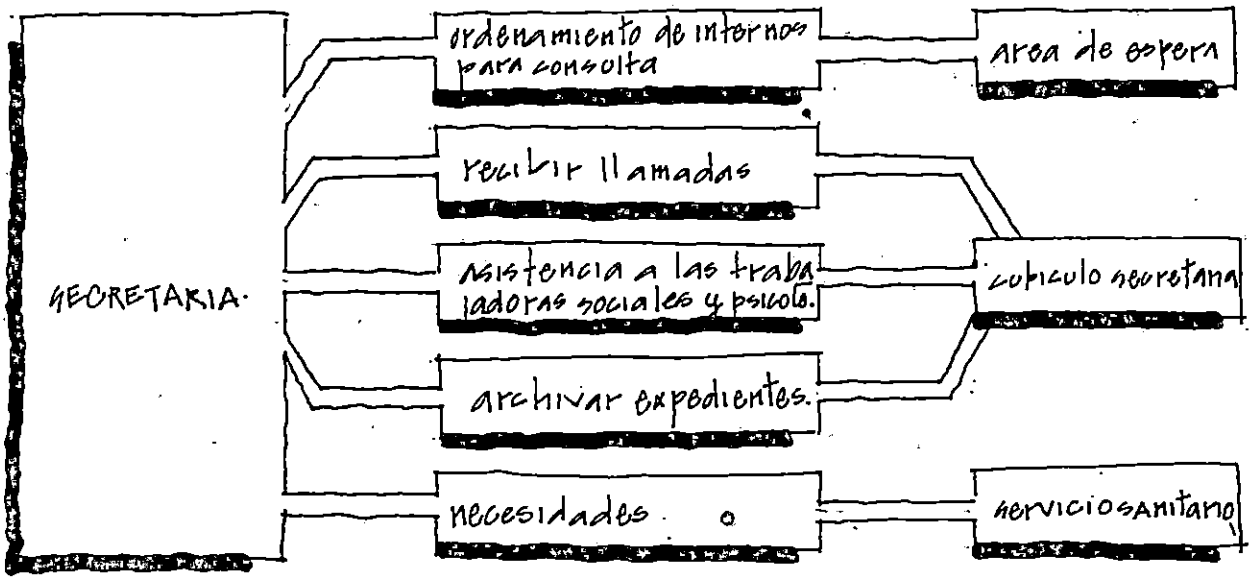 SECRETARIA.
ordenamiento de internos
para consulta
area de espera
recibir llamadas
asistencia a las traba
jadoras sociales y psicolo.
cubiculo secretaria
archivar expedientes.
necesidades.
servicio sanitario